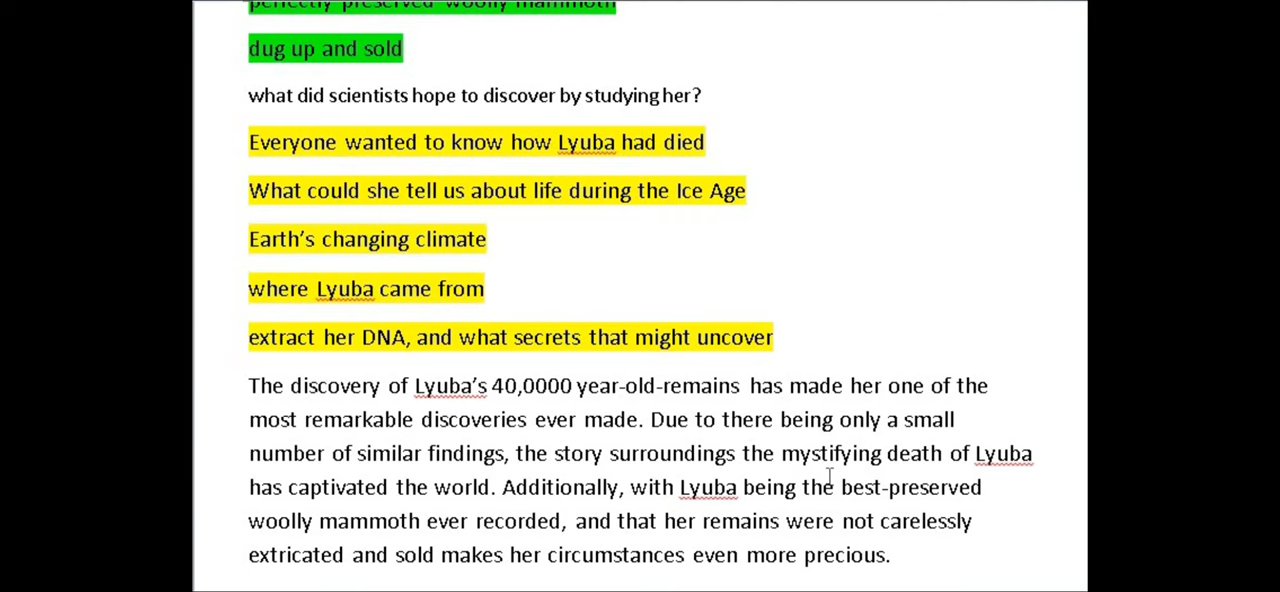 perfectly preserved woolly mammoth
dug up and sold
what did scientists hope to discover by studying her?
Everyone wanted to know how Lyuba had died
What could she tell us about life during the Ice Age
Earth's changing climate
where Lyuba came from
extract her DNA, and what secrets that might uncover
The discovery of Lyuba's 40,0000 year-old-remains has made her one of the
most remarkable discoveries ever made. Due to there being only a small
number of similar findings, the story surroundings the mystifying death of Lyuba
has captivated the world. Additionally, with Lyuba being the best-preserved
woolly mammoth ever recorded, and that her remains were not carelessly
extricated and sold makes her circumstances even more precious.